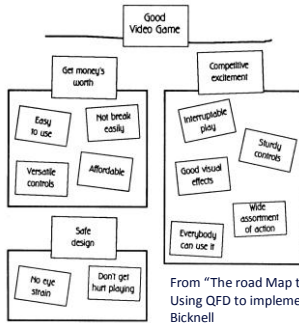 Good
Video Game
Get money's
worth
Easy
to use
Not break
easily
Versatile
controls
Affordable
Safe
design
No eye
strain
Don't get
hurt playing
Competitive
excitement
Interruptable
play
Sturdy
controls
Good visual
effects
Wide
assortment
of action
Everybody
can use it
From "The road Map t
Using QFD to impleme
Bicknell